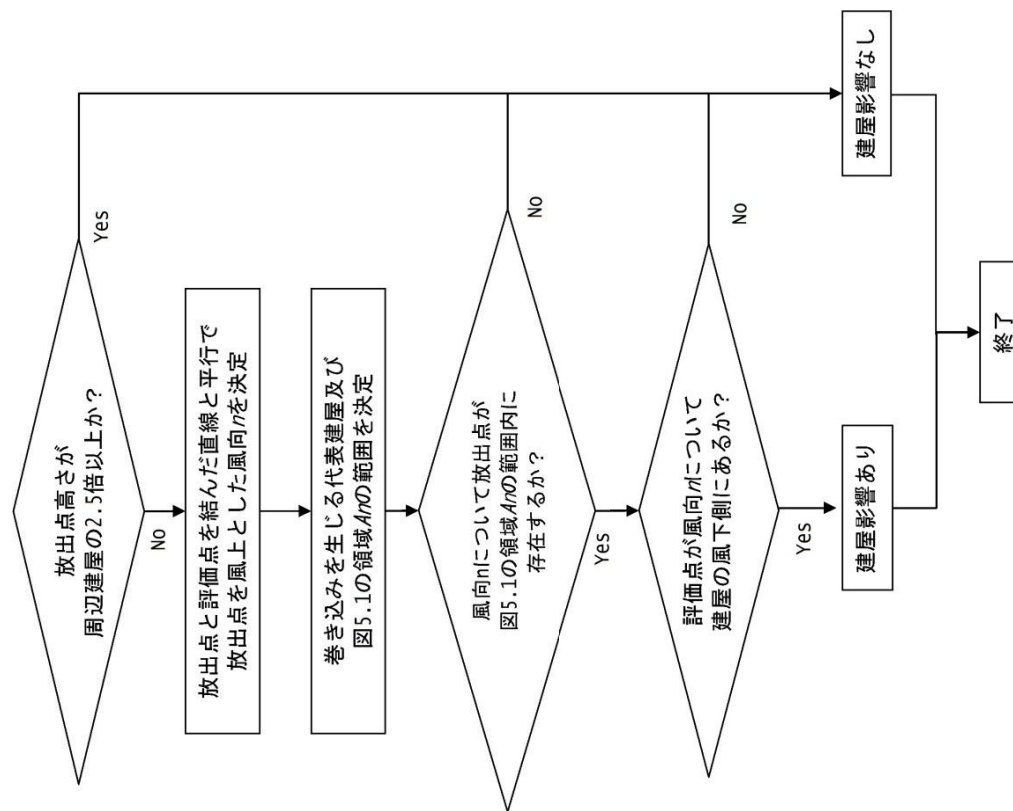 放出点高さが
周辺建屋の2.5倍以上か？
Yes
No
放出点と評価点を結んだ直線と平行で
放出点を風上とした風向nを決定
巻き込みを生じる代表建屋及び
図5.1の領域Anの範囲を決定
風向nについて放出点が
図5.1の領域Anの範囲内に
存在するか？
No
Yes
評価点が風向nについて
建屋の風下側にあるか？
No
Yes
建屋影響あり
建屋影響なし
終了